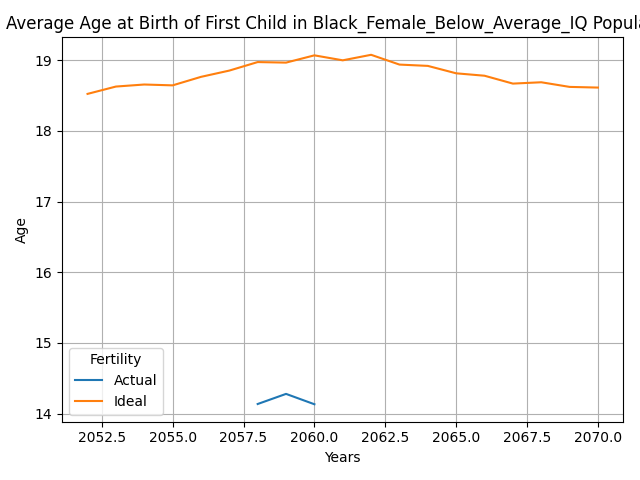 Average Age at Birth of First Child in Black_Female_Below_Average_IQ Popula
19
18
17
16
15
14
Age
Fertility
Actual
Ideal
2052.5 2055.0 2057.5 2060.0 2062.5 2065.0 2067.5 2070.0
Years